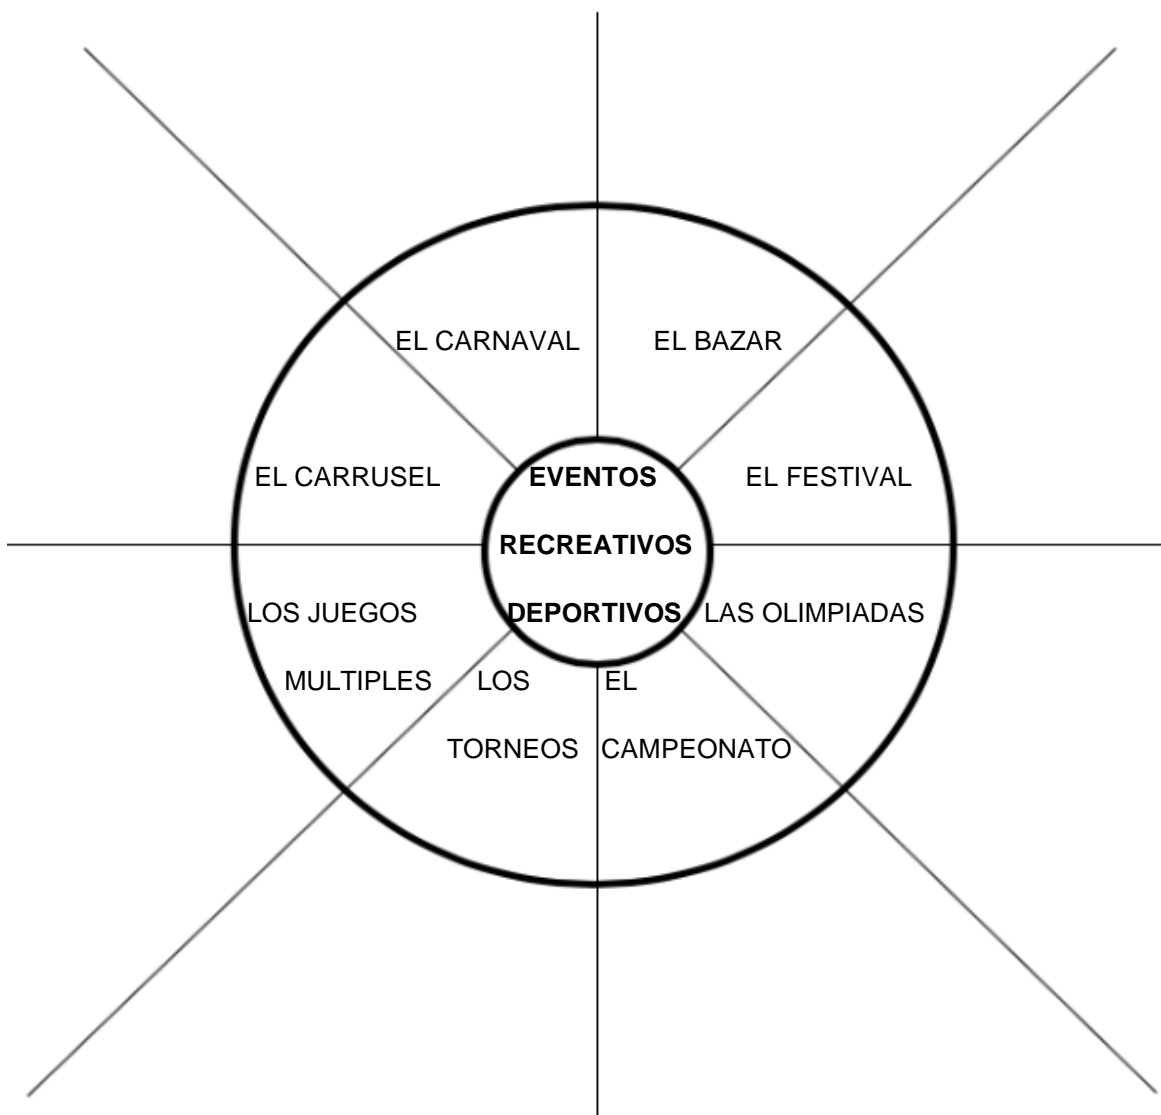 EL CARNAVAL
EL BAZAR
EL CARRUSEL
EVENTOS
RECREATIVOS
DEPORTIVOS
EL FESTIVAL
LOS JUEGOS
MULTIPLES
LAS OLIMPIADAS
LOS
TORNEOS
EL
CAMPEONATO